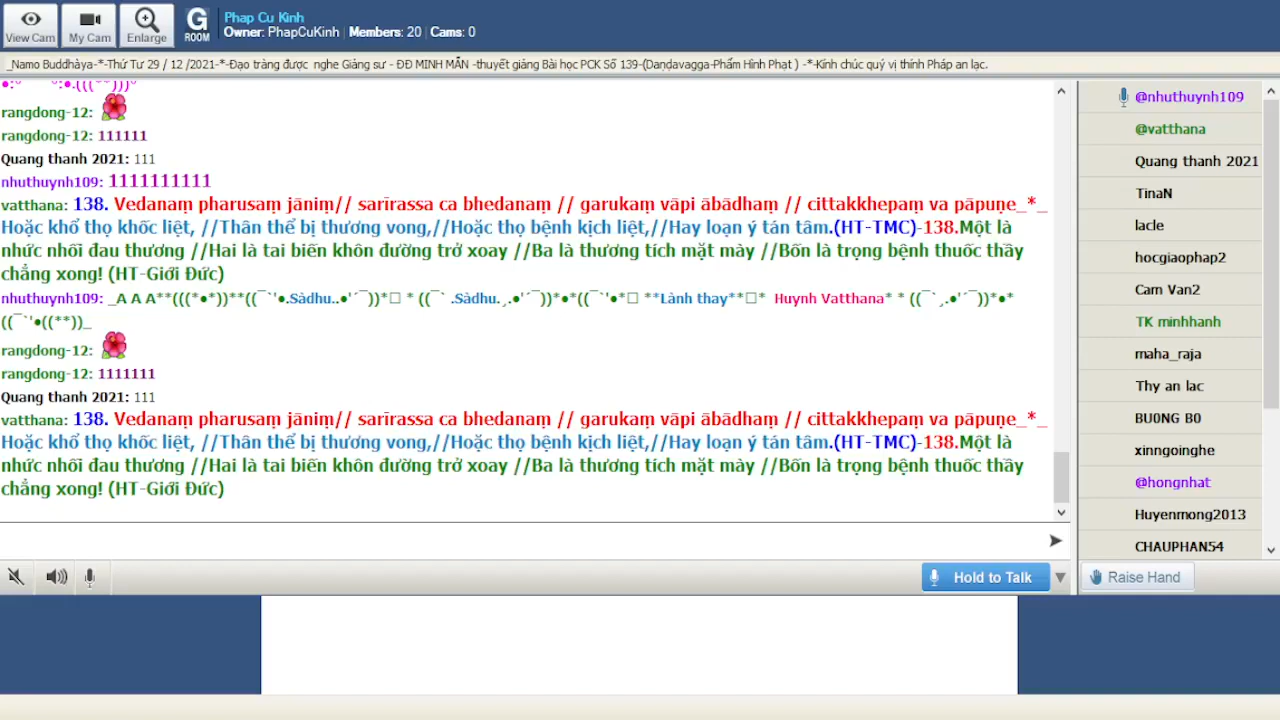 View Cam
My Cam
Enlarge
G
ROOM
Phap Cu Kinh
Owner: PhapCuKinh | Members: 20 | Cams: 0
_Namo Buddhàya-*-Thứ Tư 29 / 12 /2021-*-Đạo tràng được nghe Giảng sư - ĐĐ MINH MẪN -thuyết giảng Bài học PCK Số 139-(Daṇḍavagga-Phẩm Hình Phạt ) -*-Kính chúc quý vị thính Pháp an lạc.
rangdong-12:
rangdong-12: 111111
Quang thanh 2021: 111
nhuthuynh109: 1111111111
vatthana: 138. Vedanaṃ pharusaṃ jāniṃ// sarīrassa ca bhedanaṃ // garukaṃ vāpi ābādhaṃ // cittakkhepaṃ va pāpuṇe_*_
Hoặc khổ thọ khốc liệt, //Thân thể bị thương vong,//Hoặc thọ bệnh kịch liệt,//Hay loạn ý tán tâm.(HT-TMC)-138.Một là
nhức nhối đau thương //Hai là tai biến khôn đường trở xoay //Ba là thương tích mặt mày //Bốn là trọng bệnh thuốc thầy
chẳng xong! (HT-Giới Đức)
nhuthuynh109: _A A A**(((*•*))**((¯`'•.Sàdhu..•'´¯))*□ * ((¯` .Sàdhu.¸.•'´¯))*•*((¯`'•*□ **Lành thay**□* Huynh Vatthana* * ((¯`¸.•'´¯))*•*
((¯`'•((**))_
rangdong-12:
rangdong-12: 1111111
Quang thanh 2021: 111
vatthana: 138. Vedanaṃ pharusaṃ jāniṃ// sarīrassa ca bhedanaṃ // garukaṃ vāpi ābādhaṃ // cittakkhepaṃ va pāpuṇe_*_
Hoặc khổ thọ khốc liệt, //Thân thể bị thương vong,//Hoặc thọ bệnh kịch liệt,//Hay loạn ý tán tâm.(HT-TMC)-138.Một là
nhức nhối đau thương //Hai là tai biến khôn đường trở xoay //Ba là thương tích mặt mày //Bốn là trọng bệnh thuốc thầy
chẳng xong! (HT-Giới Đức)
Hold to Talk
@nhuthuynh109
@vatthana
Quang thanh 2021
TinaN
lacle
hocgiaophap2
Cam Van2
TK minhhanh
maha_raja
Thy an lac
BU0NG B0
xinngoinghe
@hongnhat
Huyenmong2013
CHAUPHAN54
Raise Hand